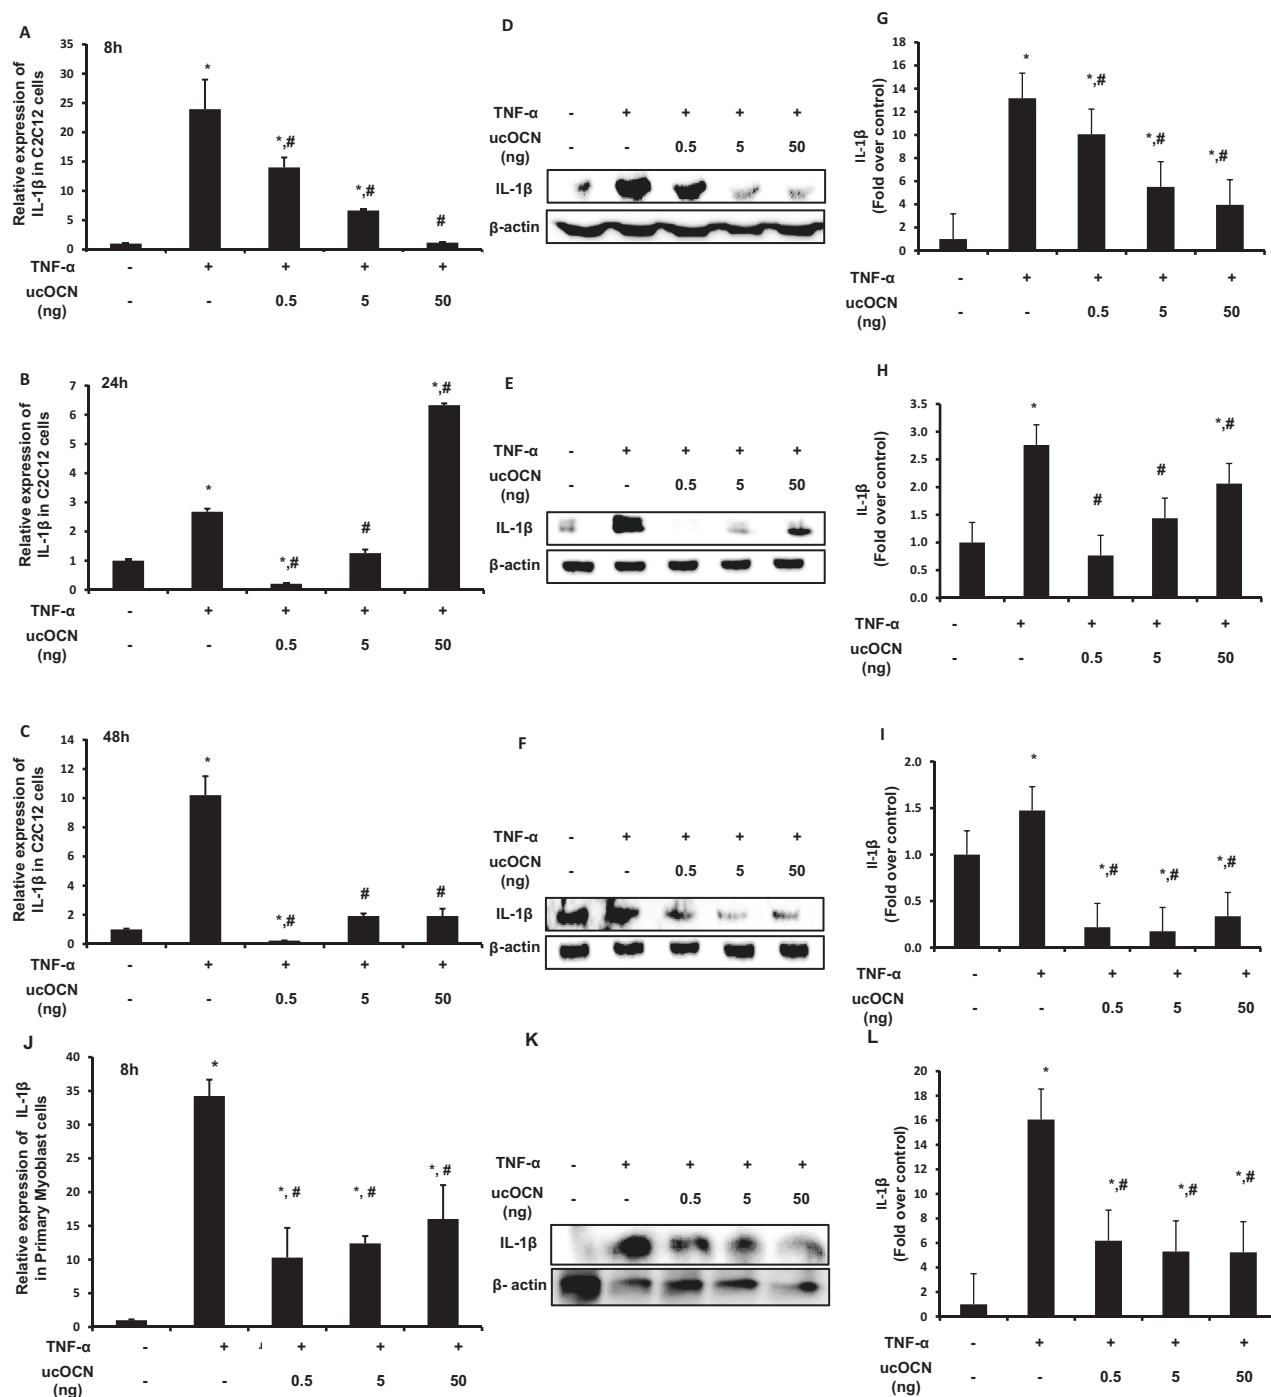 A
8h
Relative expression of
IL-1β in C2C12 cells
35
30
25
20
15
10
5
0
*
*,#
*,#
#
TNF-α - + + + +
ucOCN
(ng)
- - 0.5 5 50
D
TNF-α - + + + +
ucOCN
(ng)
- - 0.5 5 50
IL-1β
β-actin
G
IL-1β
(Fold over control)
18
16
14
12
10
8
6
4
2
0
*
*,#
*,#
*,#
TNF-α - + + + +
ucOCN
(ng)
- - 0.5 5 50
B
24h
Relative expression of
IL-1β in C2C12 cells
7
6
5
4
3
2
1
0
*
*,#
#
*,#
TNF-α - + + + +
ucOCN
(ng)
- - 0.5 5 50
E
TNF-α - + + + +
ucOCN
(ng)
- - 0.5 5 50
IL-1β
β-actin
H
IL-1β
(Fold over control)
3.5
3.0
2.5
2.0
1.5
1.0
0.5
0.0
*
#
#
*,#
TNF-α - + + + +
ucOCN
(ng)
- - 0.5 5 50
C
48h
Relative expression of
IL-1β in C2C12 cells
14
12
10
8
6
4
2
0
*
*,#
#
#
TNF-α - + + + +
ucOCN
(ng)
- - 0.5 5 50
F
TNF-α - + + + +
ucOCN
(ng)
- - 0.5 5 50
IL-1β
β-actin
I
Il-1β
(Fold over control)
2.0
1.5
1.0
0.5
0.0
*
*,#
*,#
*,#
TNF-α - + + + +
ucOCN
(ng)
- - 0.5 5 50
J
8h
Relative expression of IL-1β
in Primary Myoblast cells
40
35
30
25
20
15
10
5
0
*
*, #
*, #
*, #
TNF-α - + + + +
ucOCN
(ng)
- - 0.5 5 50
K
TNF-α - + + + +
ucOCN
(ng)
- - 0.5 5 50
IL-1β
β- actin
L
IL-1β
(Fold over control)
20
18
16
14
12
10
8
6
4
2
0
*
*,#
*,#
*,#
TNF-α - + + + +
ucOCN
(ng)
- - 0.5 5 50